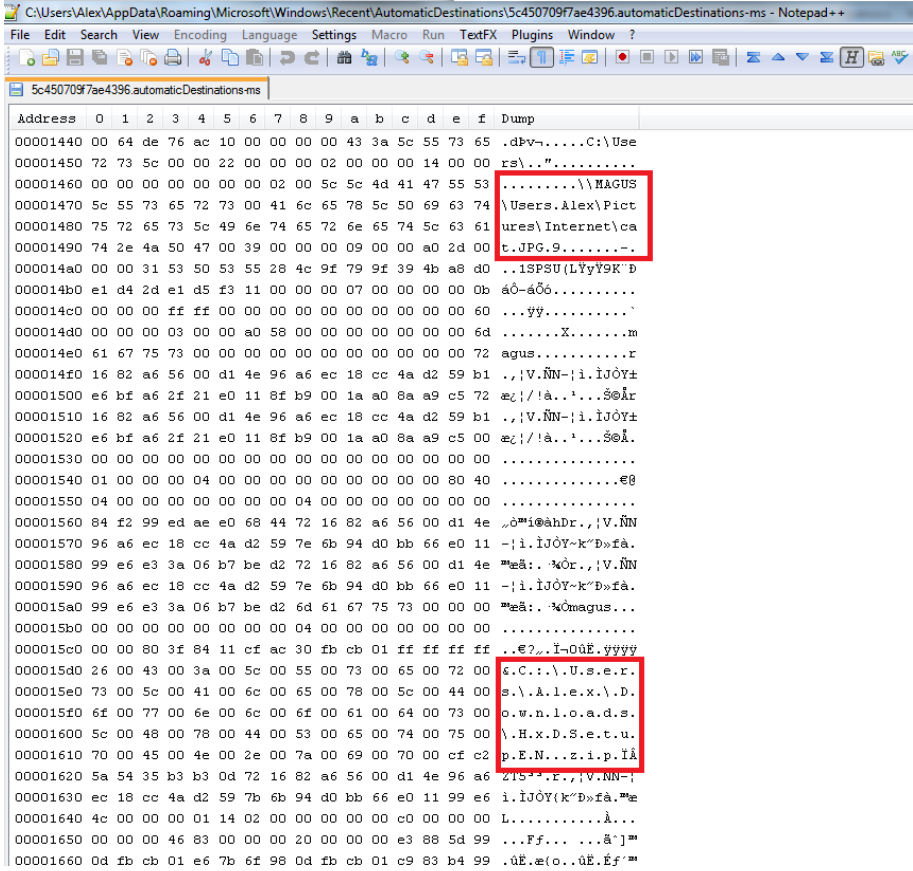 C:\Users\Alex\AppData\Roaming\Microsoft\Windows\Recent\AutomaticDestinations\5c450709f7ae4396.automaticDestinations-ms - Notepad++
File Edit Search View Encoding Language Settings Macro Run TextFX Plugins Window ?
5c450709f7ae4396.automaticDestinations-ms
Address 0 1 2 3 4 5 6 7 8 9 a b c d e f Dump
00001440 00 64 de 76 ac 10 00 00 00 00 43 3a 5c 55 73 65 .dÞv¬.....C:\Use
00001450 72 73 5c 00 00 22 00 00 00 02 00 00 00 14 00 00 rs\.."..........
00001460 00 00 00 00 00 00 00 02 00 5c 5c 4d 41 47 55 53 .........\\MAGUS
00001470 5c 55 73 65 72 73 00 41 6c 65 78 5c 50 69 63 74 \Users.Alex\Pict
00001480 75 72 65 73 5c 49 6e 74 65 72 6e 65 74 5c 63 61 ures\Internet\ca
00001490 74 2e 4a 50 47 00 39 00 00 00 09 00 00 a0 2d 00 t.JPG.9.......-.
000014a0 00 00 31 53 50 53 55 28 4c 9f 79 9f 39 4b a8 d0 ..1SPSU(LŸyŸ9K¨Ð
000014b0 e1 d4 2d e1 d5 f3 11 00 00 00 07 00 00 00 00 0b áÔ-áÕó..........
000014c0 00 00 00 ff ff 00 00 00 00 00 00 00 00 00 00 60 ...ÿÿ..........`
000014d0 00 00 00 03 00 00 a0 58 00 00 00 00 00 00 00 6d .......X.......m
000014e0 61 67 75 73 00 00 00 00 00 00 00 00 00 00 00 72 agus...........r
000014f0 16 82 a6 56 00 d1 4e 96 a6 ec 18 cc 4a d2 59 b1 .‚¦V.ÑN–¦ì.ÌJÒY±
00001500 e6 bf a6 2f 21 e0 11 8f b9 00 1a a0 8a a9 c5 72 æ¿¦/!à..¹...Š©År
00001510 16 82 a6 56 00 d1 4e 96 a6 ec 18 cc 4a d2 59 b1 .‚¦V.ÑN–¦ì.ÌJÒY±
00001520 e6 bf a6 2f 21 e0 11 8f b9 00 1a a0 8a a9 c5 00 æ¿¦/!à..¹...Š©Å.
00001530 00 00 00 00 00 00 00 00 00 00 00 00 00 00 00 00 ................
00001540 01 00 00 00 04 00 00 00 00 00 00 00 00 00 80 40 ..............€@
00001550 04 00 00 00 00 00 00 00 04 00 00 00 00 00 00 00 ................
00001560 84 f2 99 ed ae e0 68 44 72 16 82 a6 56 00 d1 4e „ò™í®àhDr.‚¦V.ÑN
00001570 96 a6 ec 18 cc 4a d2 59 7e 6b 94 d0 bb 66 e0 11 –¦ì.ÌJÒY~k”Ð»fà.
00001580 99 e6 e3 3a 06 b7 be d2 72 16 82 a6 56 00 d1 4e ™æã:.·¾Òr.‚¦V.ÑN
00001590 96 a6 ec 18 cc 4a d2 59 7e 6b 94 d0 bb 66 e0 11 –¦ì.ÌJÒY~k”Ð»fà.
000015a0 99 e6 e3 3a 06 b7 be d2 6d 61 67 75 73 00 00 00 ™æã:.·¾Òmagus...
000015b0 00 00 00 00 00 00 00 00 04 00 00 00 00 00 00 00 ................
000015c0 00 00 80 3f 84 11 cf ac 30 fb cb 01 ff ff ff ff ..€?„.Ï¬0ûË.ÿÿÿÿ
000015d0 26 00 43 00 3a 00 5c 00 55 00 73 00 65 00 72 00 &.C.:.\.U.s.e.r.
000015e0 73 00 5c 00 41 00 6c 00 65 00 78 00 5c 00 44 00 s.\.A.l.e.x.\.D.
000015f0 6f 00 77 00 6e 00 6c 00 6f 00 61 00 64 00 73 00 o.w.n.l.o.a.d.s.
00001600 5c 00 48 00 78 00 44 00 53 00 65 00 74 00 75 00 \.H.x.D.S.e.t.u.
00001610 70 00 45 00 4e 00 2e 00 7a 00 69 00 70 00 cf c2 p.E.N...z.i.p.ÏÂ
00001620 5a 54 35 b3 b3 0d 72 16 82 a6 56 00 d1 4e 96 a6 ZT5³³.r.‚¦V.ÑN–¦
00001630 ec 18 cc 4a d2 59 7b 6b 94 d0 bb 66 e0 11 99 e6 ì.ÌJÒY{k”Ð»fà.™æ
00001640 4c 00 00 00 01 14 02 00 00 00 00 00 c0 00 00 00 L...........À...
00001650 00 00 00 46 83 00 00 00 20 00 00 00 e3 88 5d 99 ...Fƒ... ...ãˆ]™
00001660 0d fb cb 01 e6 7b 6f 98 0d fb cb 01 c9 83 b4 99 .ûË.æ{o˜.ûË.Éƒ´™